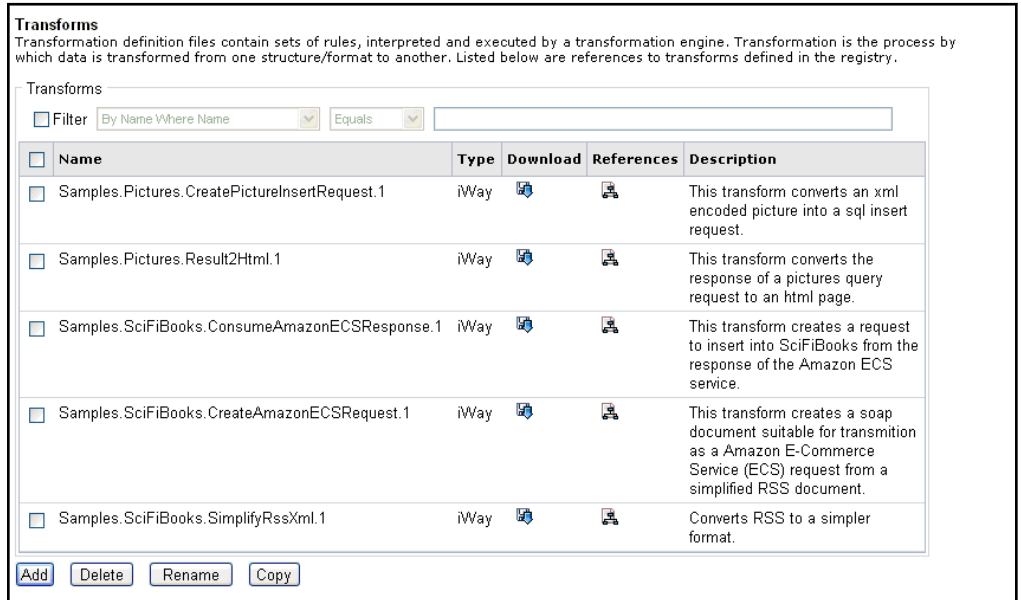 Transforms
Transformation definition files contain sets of rules, interpreted and executed by a transformation engine. Transformation is the process by
which data is transformed from one structure/format to another. Listed below are references to transforms defined in the registry.
Transforms
Filter By Name Where Name Equals
Name Type Download References Description
Samples.Pictures.CreatePictureInsertRequest.1 iWay This transform converts an xml
encoded picture into a sql insert
request.
Samples.Pictures.Result2Html.1 iWay This transform converts the
response of a pictures query
request to an html page.
Samples.SciFiBooks.ConsumeAmazonECSResponse.1 iWay This transform creates a request
to insert into SciFiBooks from the
response of the Amazon ECS
service.
Samples.SciFiBooks.CreateAmazonECSRequest.1 iWay This transform creates a soap
document suitable for transmition
as a Amazon E-Commerce
Service (ECS) request from a
simplified RSS document.
Samples.SciFiBooks.SimplifyRssXml.1 iWay Converts RSS to a simpler
format.
Add Delete Rename Copy